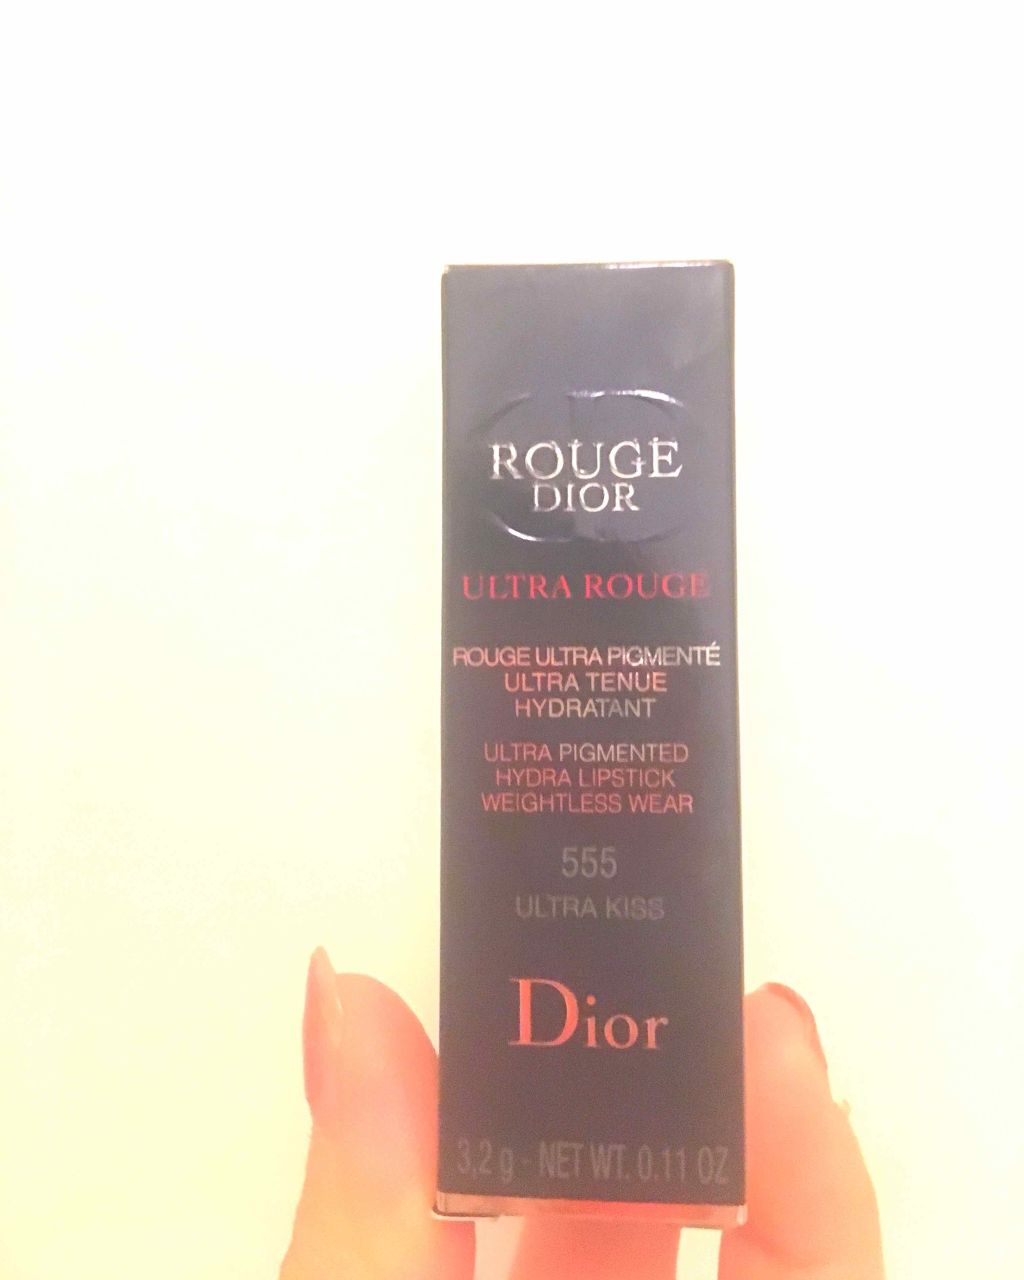 ROUGE
DIOR
ULTRA ROUGE
ROUGE ULTRA PIGMENTÉ
ULTRA TENUE
HYDRATANT
ULTRA PIGMENTED
HYDRA LIPSTICK
WEIGHTLESS WEAR
555
ULTRA KISS
Dior
3,2 g - NET WT. 0.11 OZ